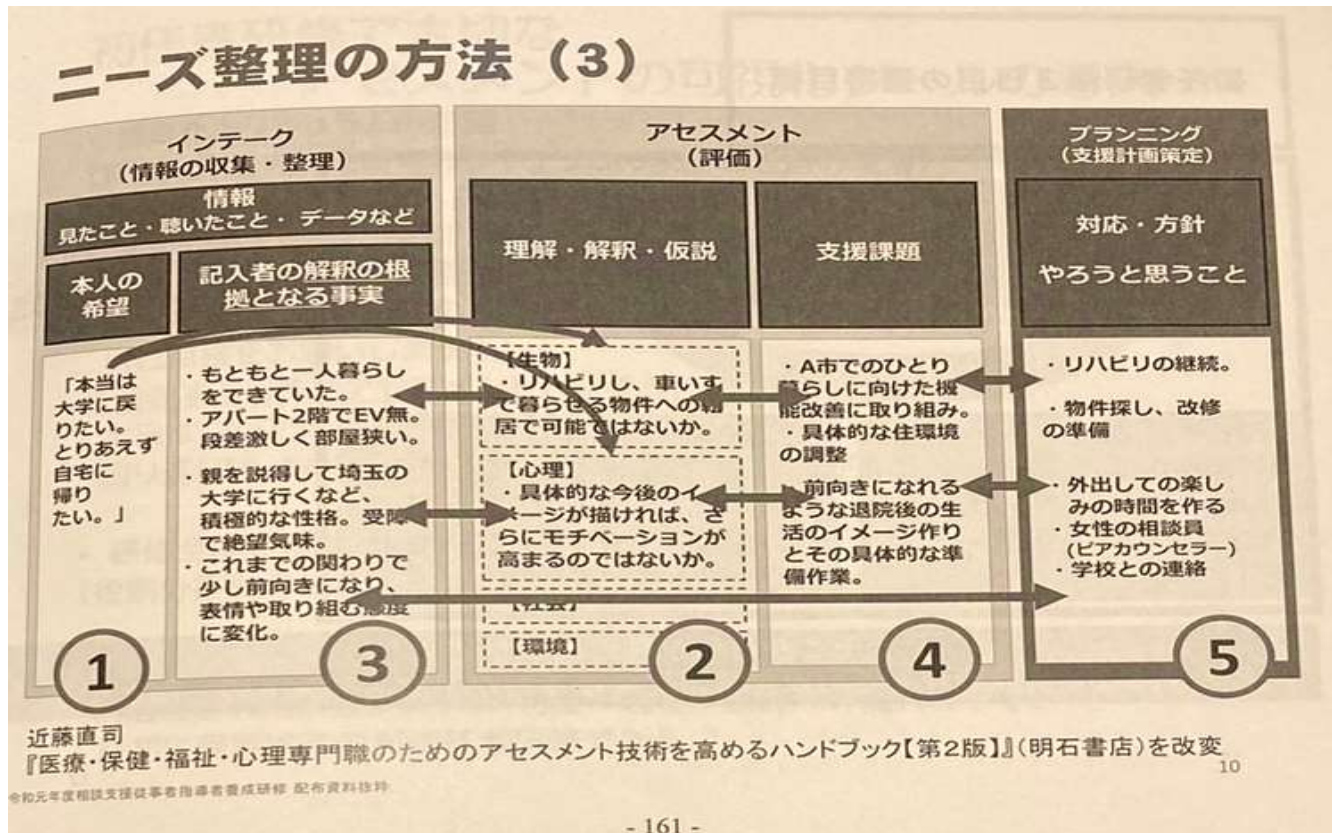 ニーズ整理の方法（3）
インテーク
（情報の収集・整理）
情報
見たこと・聴いたこと・ データなど
本人の
希望
記入者の解釈の根
拠となる事実
「本当は
大学に戻
りたい。
とりあえず
自宅に
帰り
たい。」
・もともと一人暮らし
をできていた。
・アパート2階でEV無。
段差激しく部屋狭い。
・親を説得して埼玉の
大学に行くなど、
積極的な性格。受障
で絶望気味。
・これまでの関わりで
少し前向きになり、
表情や取り組む態度
に変化。
アセスメント
（評価）
理解・解釈・仮説
【生物】
・リハビリし、車いす
で暮らせる物件への転
居で可能ではないか。
【心理】
・具体的な今後のイ
メージが描ければ、さ
らにモチベーションが
高まるのではないか。
【社会】
【環境】
支援課題
・A市でのひとり
暮らしに向けた機
能改善に取り組み。
・具体的な住環境
の調整
・前向きになれる
ような退院後の生
活のイメージ作り
とその具体的な準
備作業。
プランニング
（支援計画策定）
対応・方針
やろうと思うこと
・リハビリの継続。
・物件探し、改修
の準備
・外出しての楽し
みの時間を作る
・女性の相談員
（ピアカウンセラー）
・学校との連絡
1
3
2
4
5
近藤直司
『医療・保健・福祉・心理専門職のためのアセスメント技術を高めるハンドブック【第2版】』（明石書店）を改変
10
令和元年度相談支援従事者指導者養成研修 配布資料抜粋
- 161 -